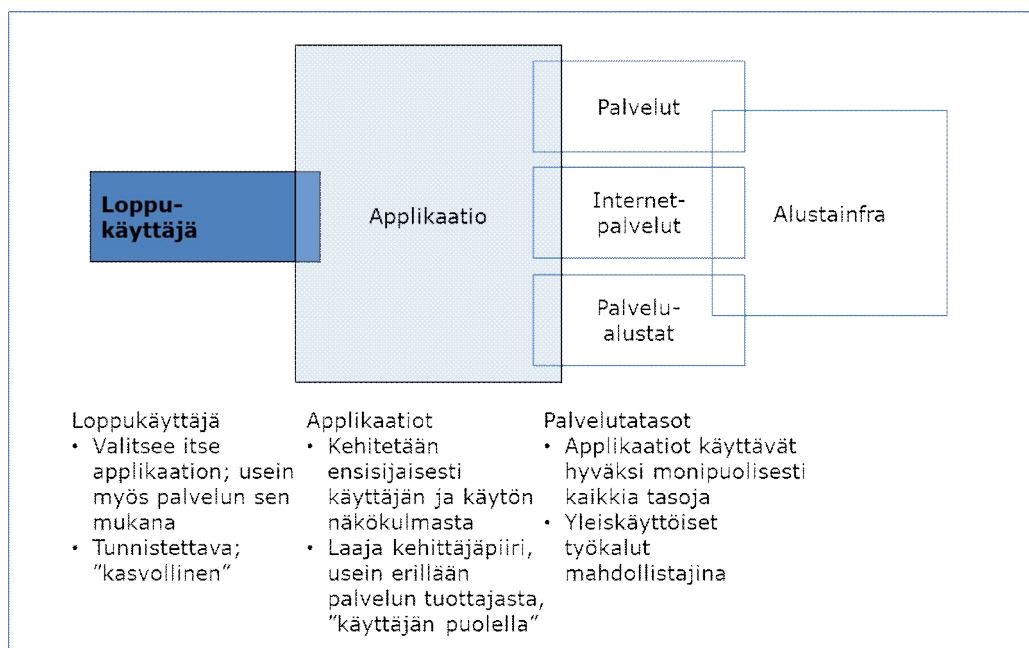 Loppu-
käyttäjä
Applikaatio
Palvelut
Internet-
palvelut
Palvelu-
alustat
Alustainfra
Loppukäyttäjä
• Valitsee itse
applikaation; usein
myös palvelun sen
mukana
• Tunnistettava;
”kasvollinen”
Applikaatiot
• Kehitetään
ensisijaisesti
käyttäjän ja käytön
näkökulmasta
• Laaja kehittäjäpiiri,
usein erillään
palvelun tuottajasta,
”käyttäjän puolella”
Palvelutatasot
• Applikaatiot käyttävät
hyväksi monipuolisesti
kaikkia tasoja
• Yleiskäyttöiset
työkalut
mahdollistajina